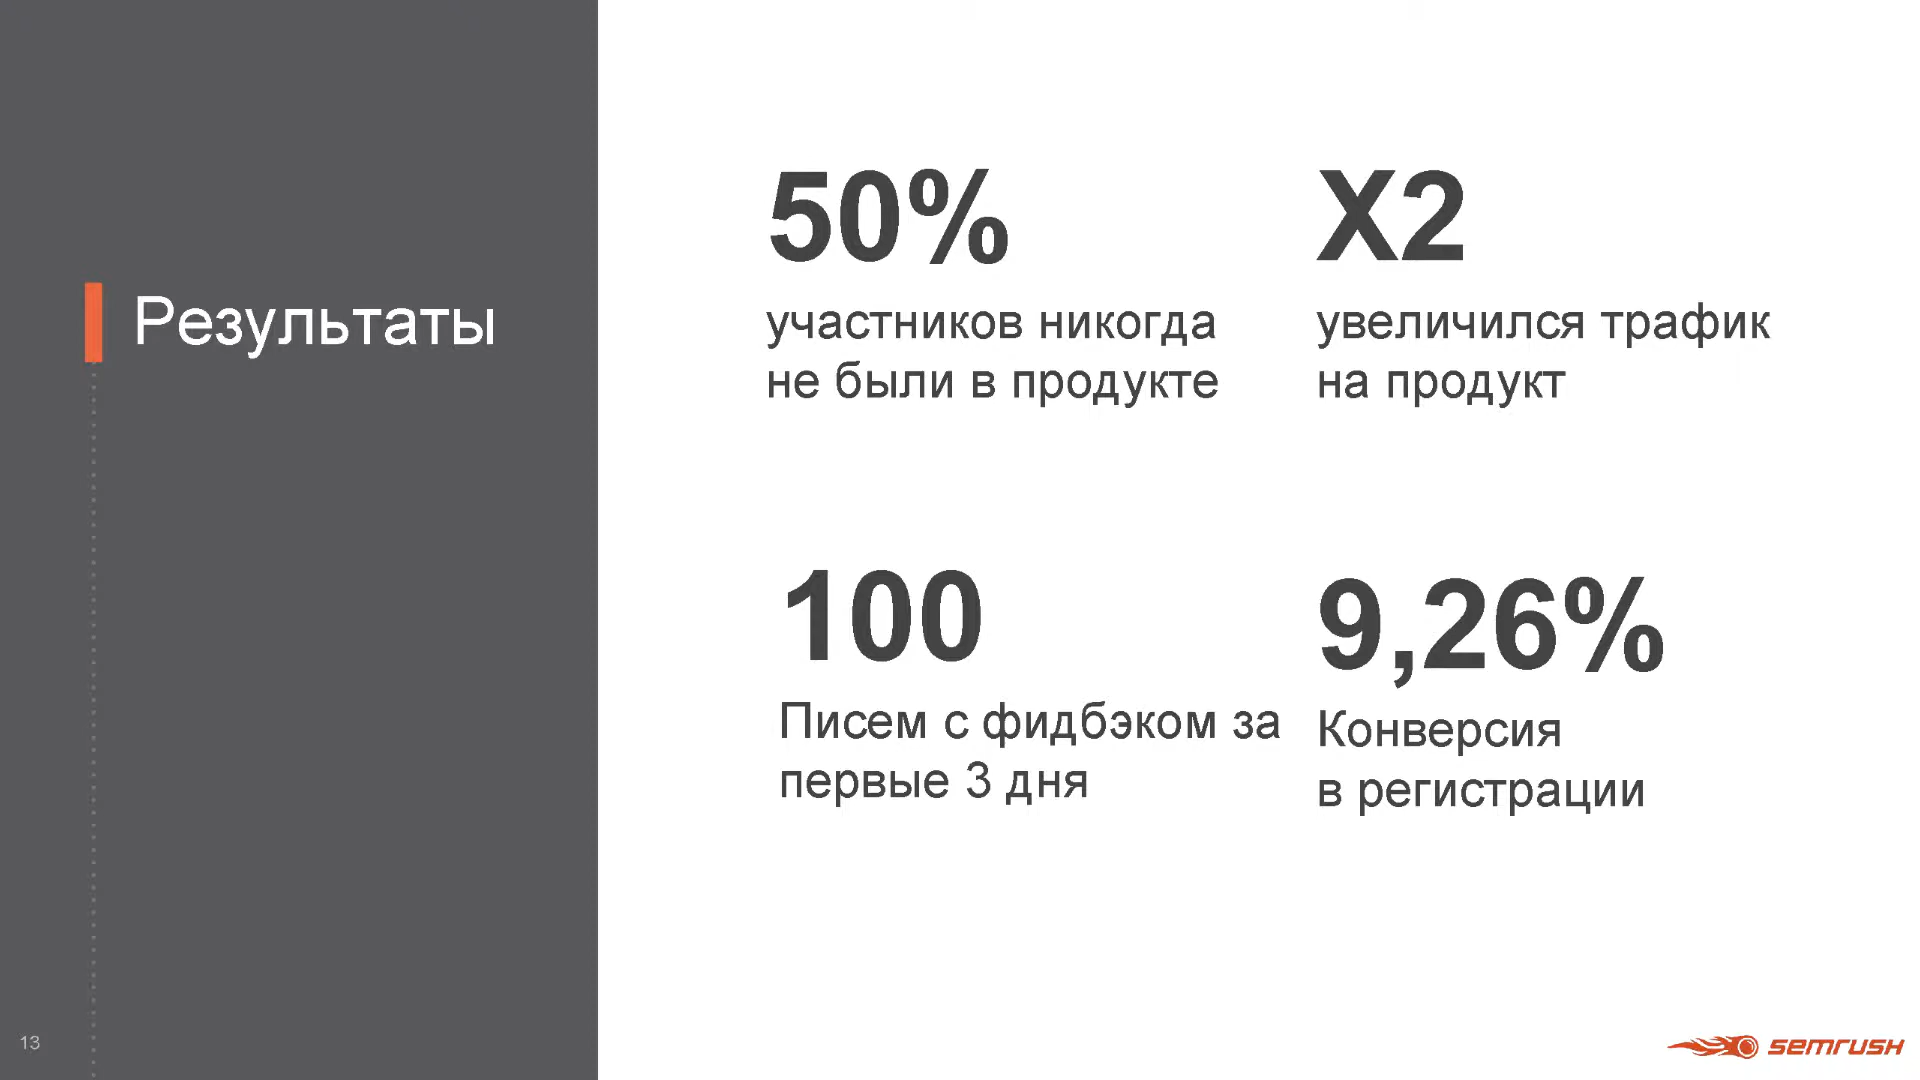 Результаты
50%
участников никогда
не были в продукте
X2
увеличился трафик
на продукт
100
Писем с фидбэком за
первые 3 дня
9,26%
Конверсия
в регистрации
13
semrush